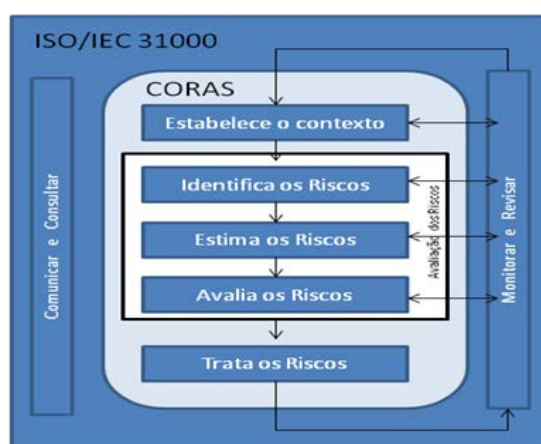 ISO/IEC 31000
CORAS
Estabelece o contexto
Identifica os Riscos
Estima os Riscos
Avalia os Riscos
Trata os Riscos
Comunicar e Consultar
Avaliação dos Riscos
Monitorar e Revisar